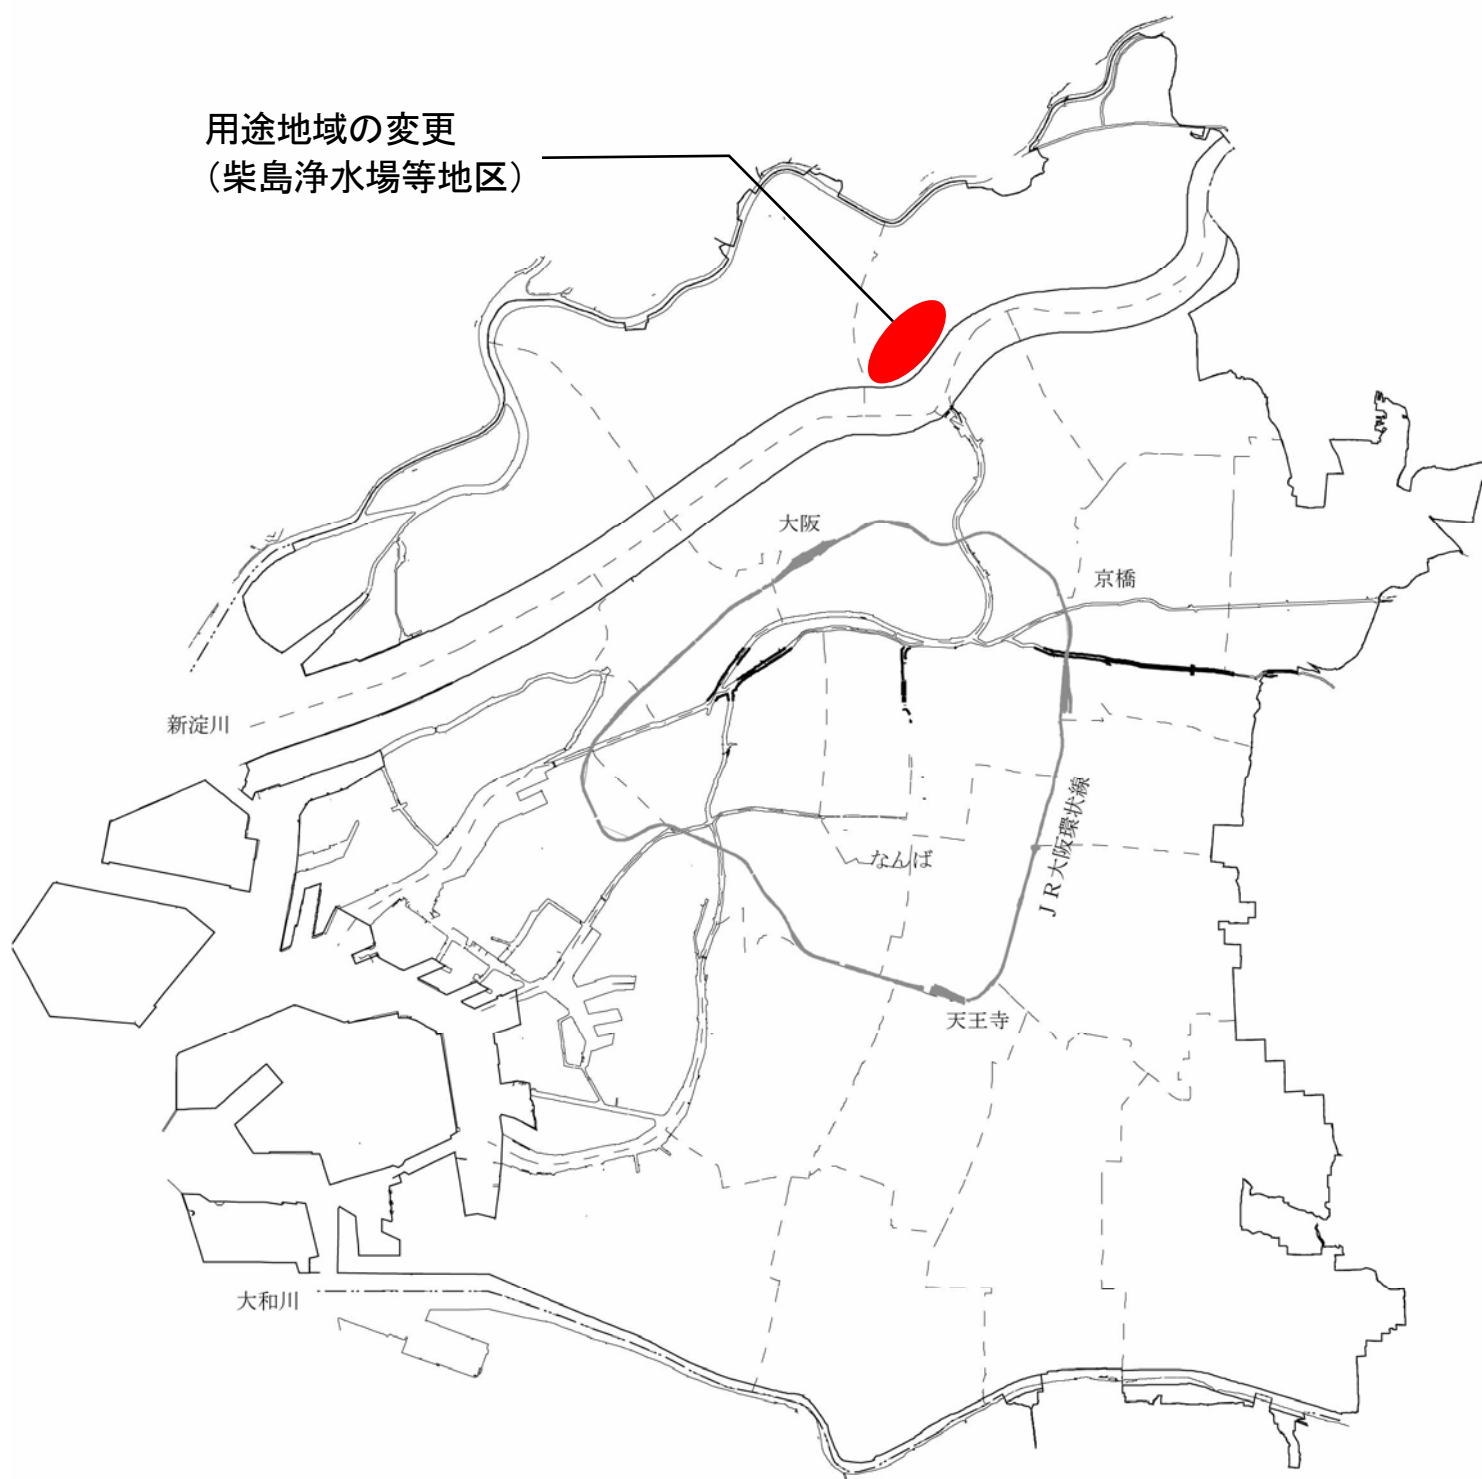 用途地域の変更
（柴島浄水場等地区）
大阪
京橋
新淀川
なんば
JR大阪環状線
天王寺
大和川